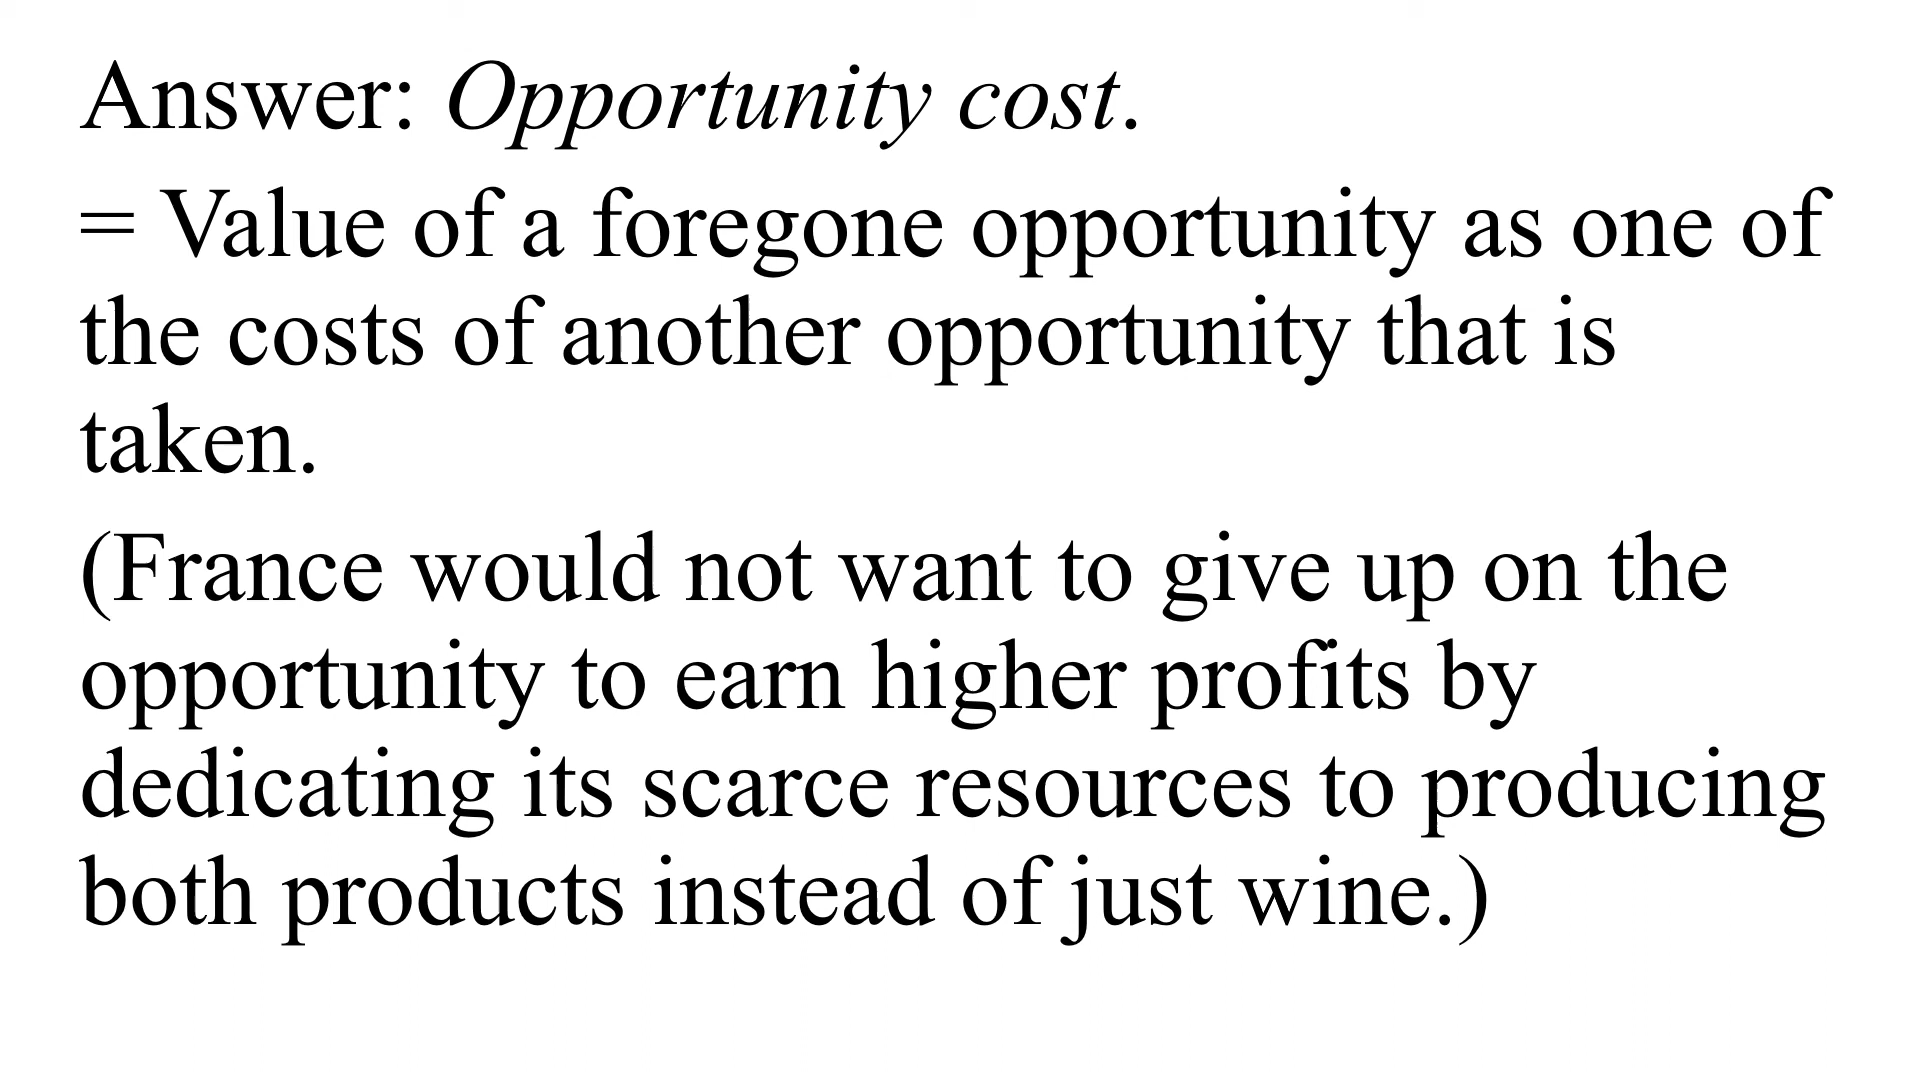 Answer: Opportunity cost.
= Value of a foregone opportunity as one of
the costs of another opportunity that is
taken.
(France would not want to give up on the
opportunity to earn higher profits by
dedicating its scarce resources to producing
both products instead of just wine.)